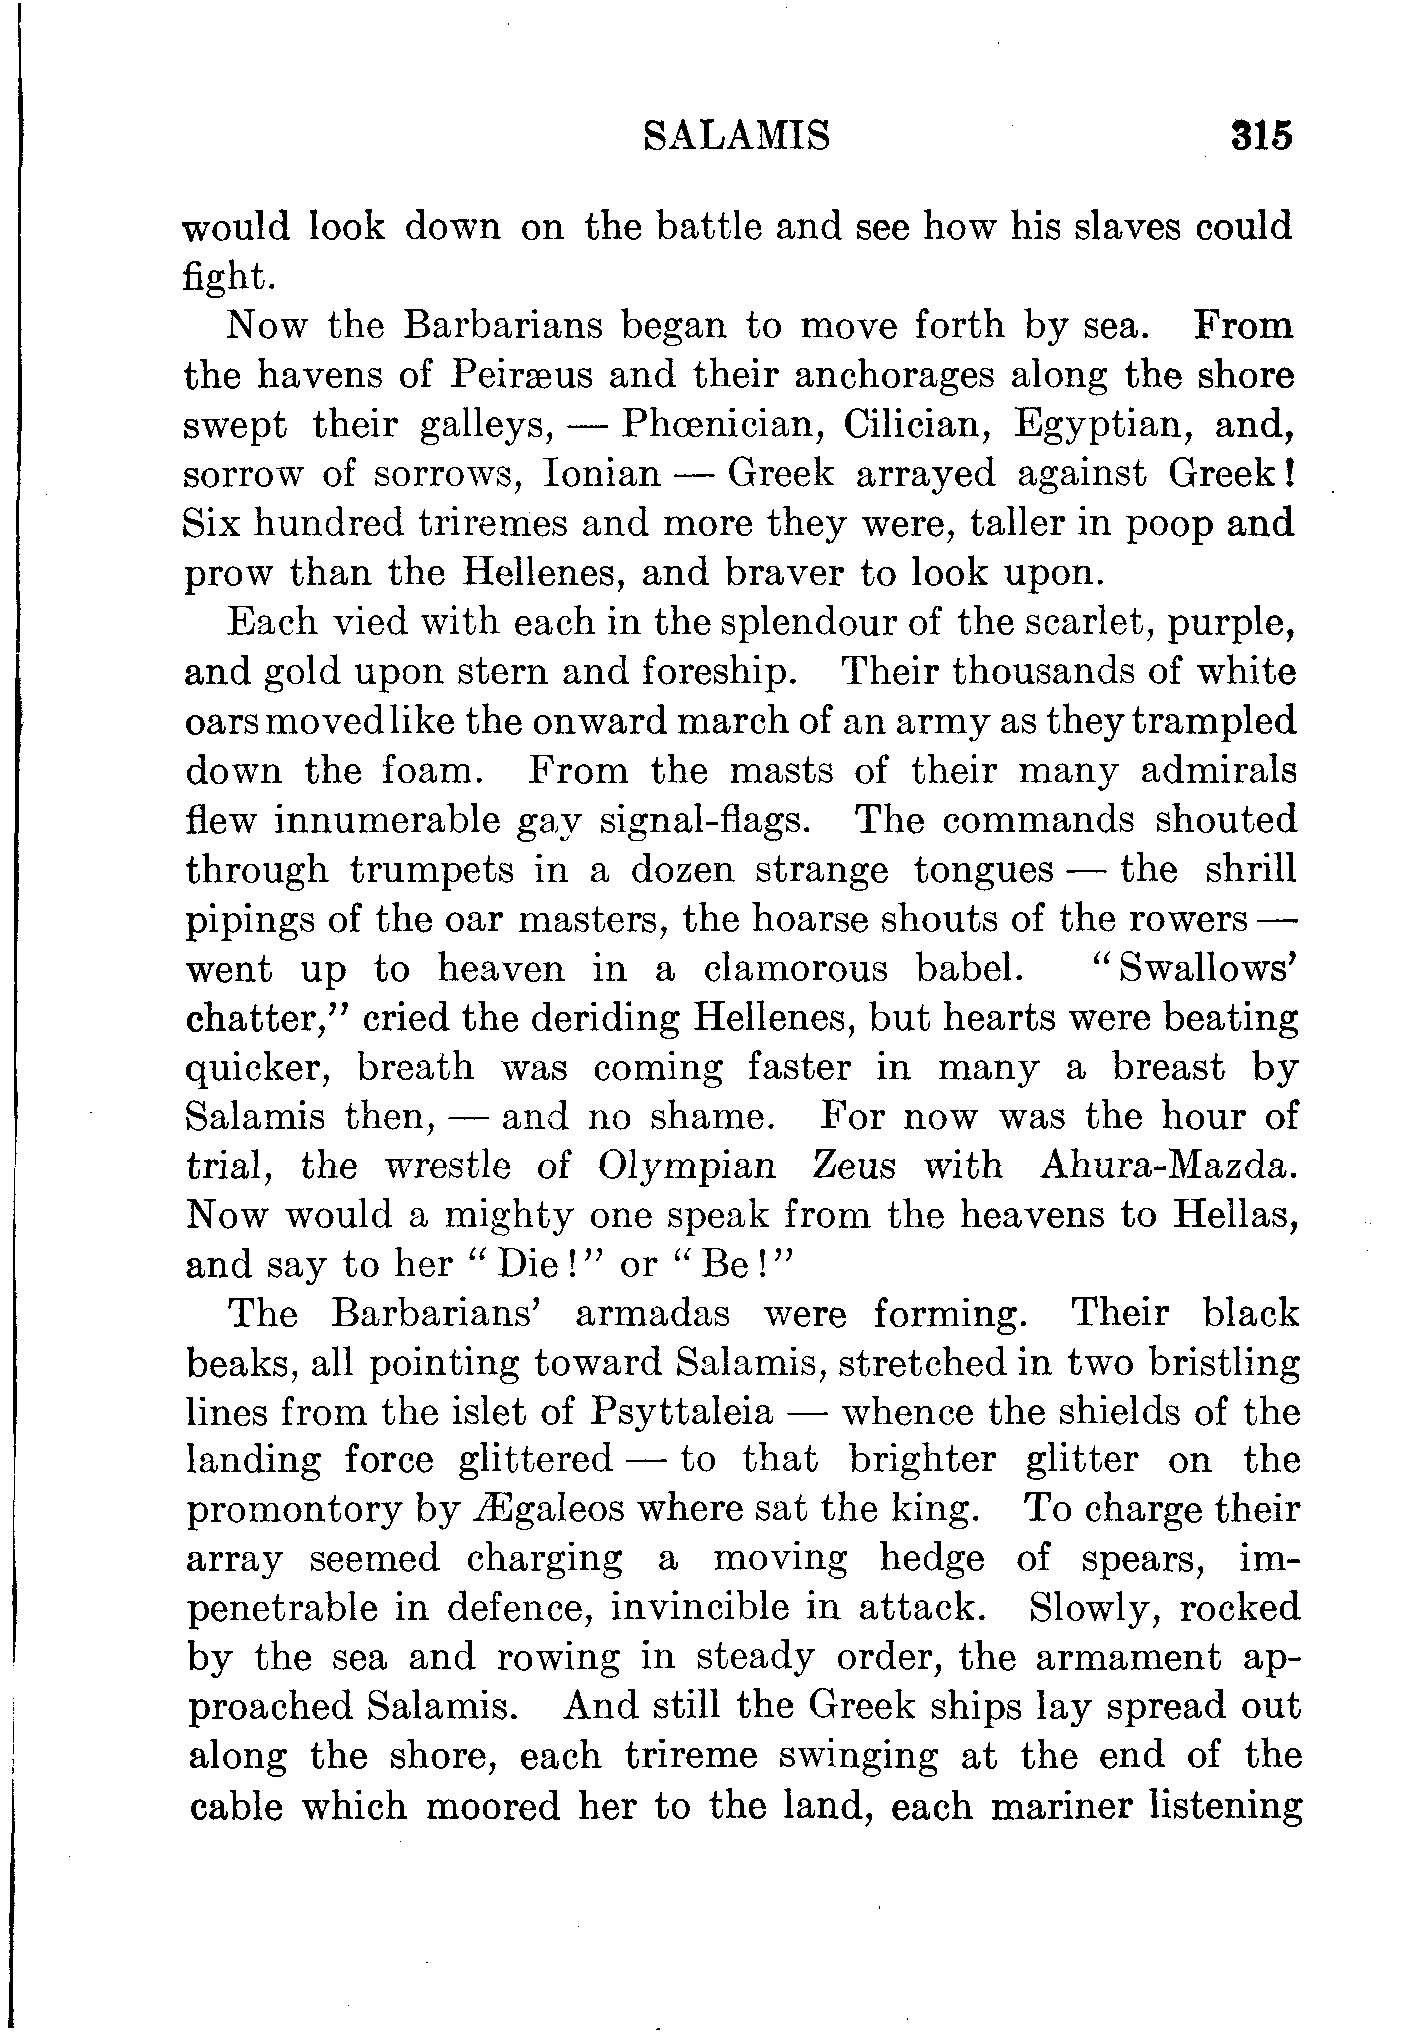 SALAMIS 315
would look down on the battle and see how his slaves could
fight.
Now the Barbarians began to move forth by sea. From
the havens of Peiræus and their anchorages along the shore
swept their galleys, — Phœnician, Cilician, Egyptian, and,
sorrow of sorrows, Ionian — Greek arrayed against Greek!
Six hundred triremes and more they were, taller in poop and
prow than the Hellenes, and braver to look upon.
Each vied with each in the splendour of the scarlet, purple,
and gold upon stern and foreship. Their thousands of white
oars moved like the onward march of an army as they trampled
down the foam. From the masts of their many admirals
flew innumerable gay signal-flags. The commands shouted
through trumpets in a dozen strange tongues — the shrill
pipings of the oar masters, the hoarse shouts of the rowers —
went up to heaven in a clamorous babel. "Swallows'
chatter," cried the deriding Hellenes, but hearts were beating
quicker, breath was coming faster in many a breast by
Salamis then, — and no shame. For now was the hour of
trial, the wrestle of Olympian Zeus with Ahura-Mazda.
Now would a mighty one speak from the heavens to Hellas,
and say to her "Die!" or "Be!"
The Barbarians' armadas were forming. Their black
beaks, all pointing toward Salamis, stretched in two bristling
lines from the islet of Psyttaleia — whence the shields of the
landing force glittered — to that brighter glitter on the
promontory by Ægaleos where sat the king. To charge their
array seemed charging a moving hedge of spears, im-
penetrable in defence, invincible in attack. Slowly, rocked
by the sea and rowing in steady order, the armament ap-
proached Salamis. And still the Greek ships lay spread out
along the shore, each trireme swinging at the end of the
cable which moored her to the land, each mariner listening